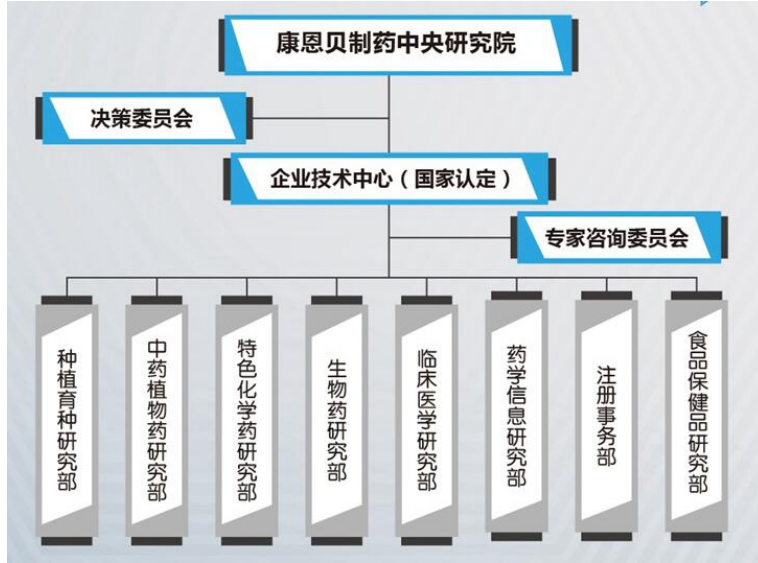 康恩贝制药中央研究院
决策委员会
企业技术中心（国家认定）
专家咨询委员会
种植育种研究部
中药植物药研究部
特色化学药研究部
生物药研究部
临床医学研究部
药学信息研究部
注册事务部
食品保健品研究部